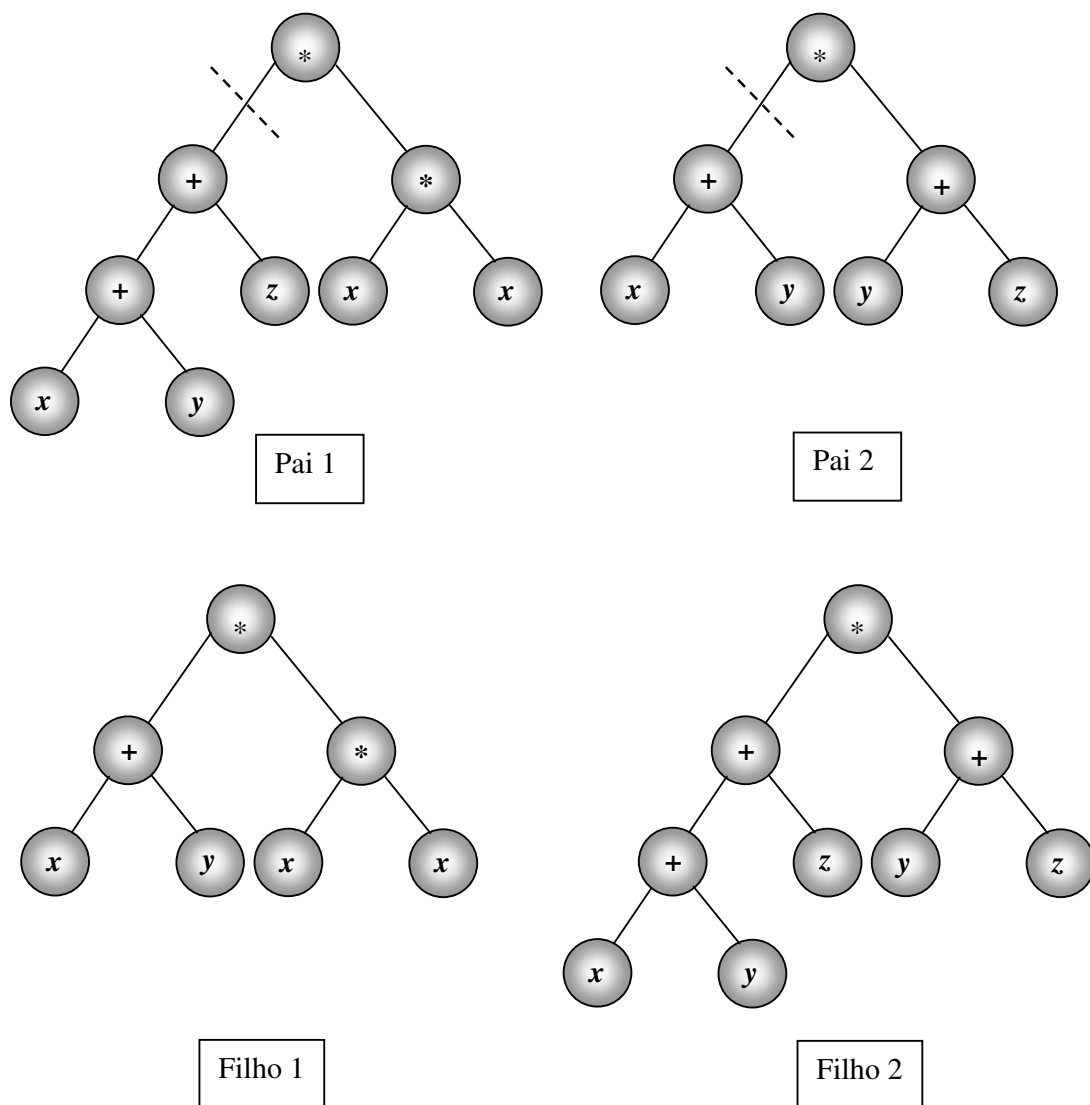 * *
+ * + +
+ z x x x y y z
x y
Pai 1 Pai 2
* *
+ * + +
x y x x + z y z
x y
Filho 1 Filho 2